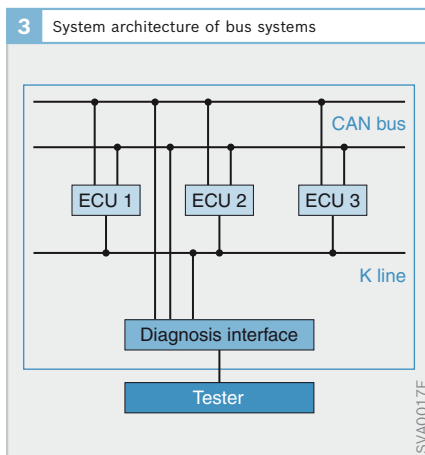 3 System architecture of bus systems
CAN bus
ECU 1 ECU 2 ECU 3
K line
Diagnosis interface
Tester
SVA0017E